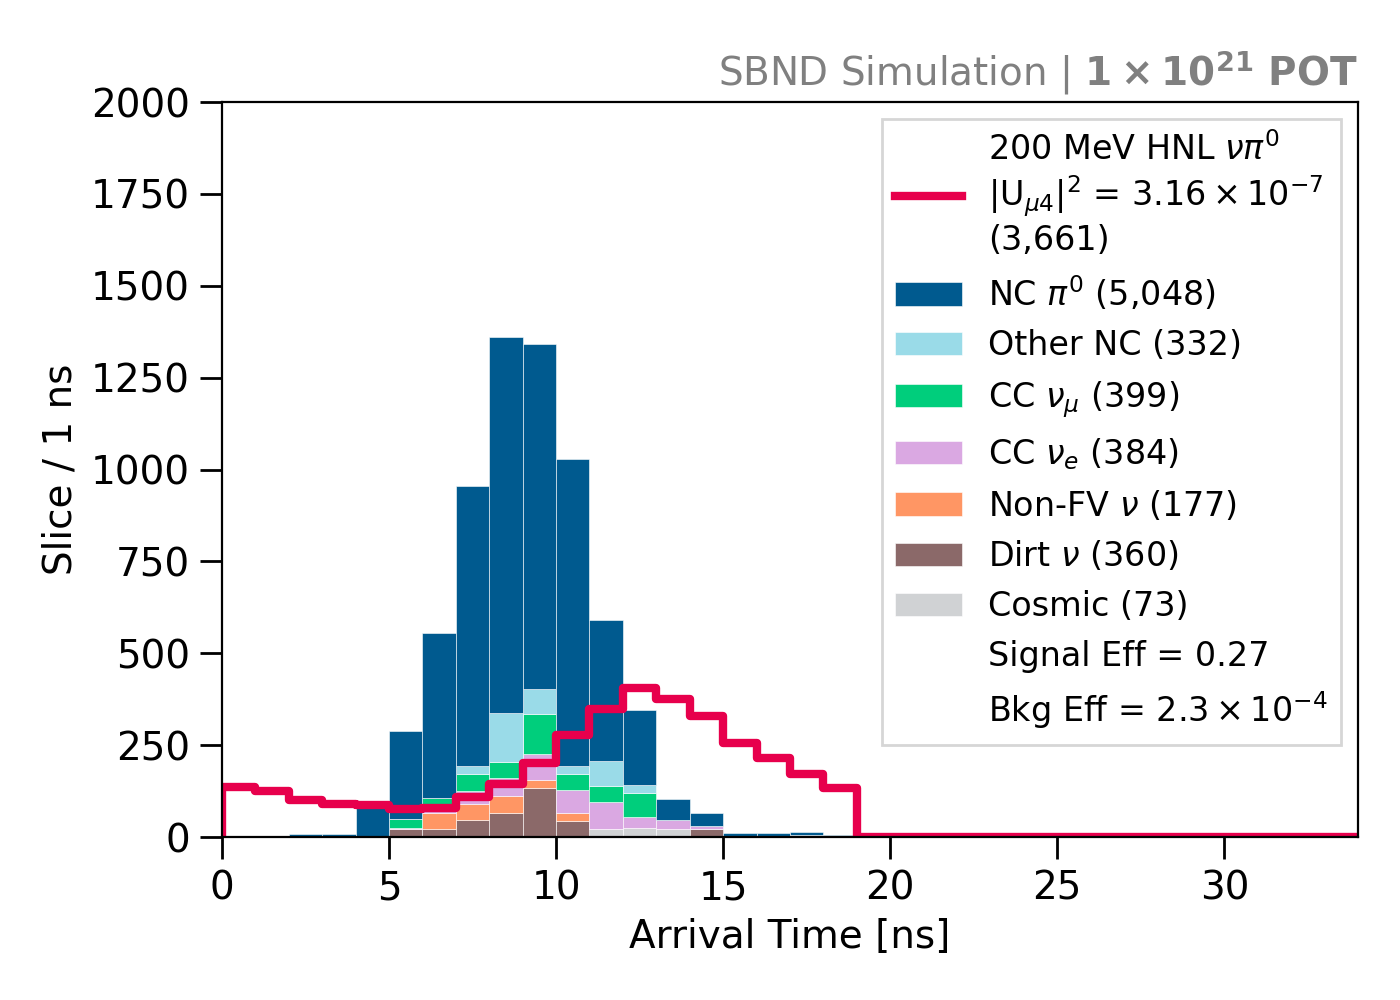 SBND Simulation | 1 × 10²¹ POT
2000
1750
1500
1250
1000
750
500
250
0
Slice / 1 ns
200 MeV HNL νπ⁰
|U_μ4|² = 3.16 × 10⁻⁷
(3,661)
NC π⁰ (5,048)
Other NC (332)
CC ν_μ (399)
CC ν_e (384)
Non-FV ν (177)
Dirt ν (360)
Cosmic (73)
Signal Eff = 0.27
Bkg Eff = 2.3 × 10⁻⁴
0 5 10 15 20 25 30
Arrival Time [ns]